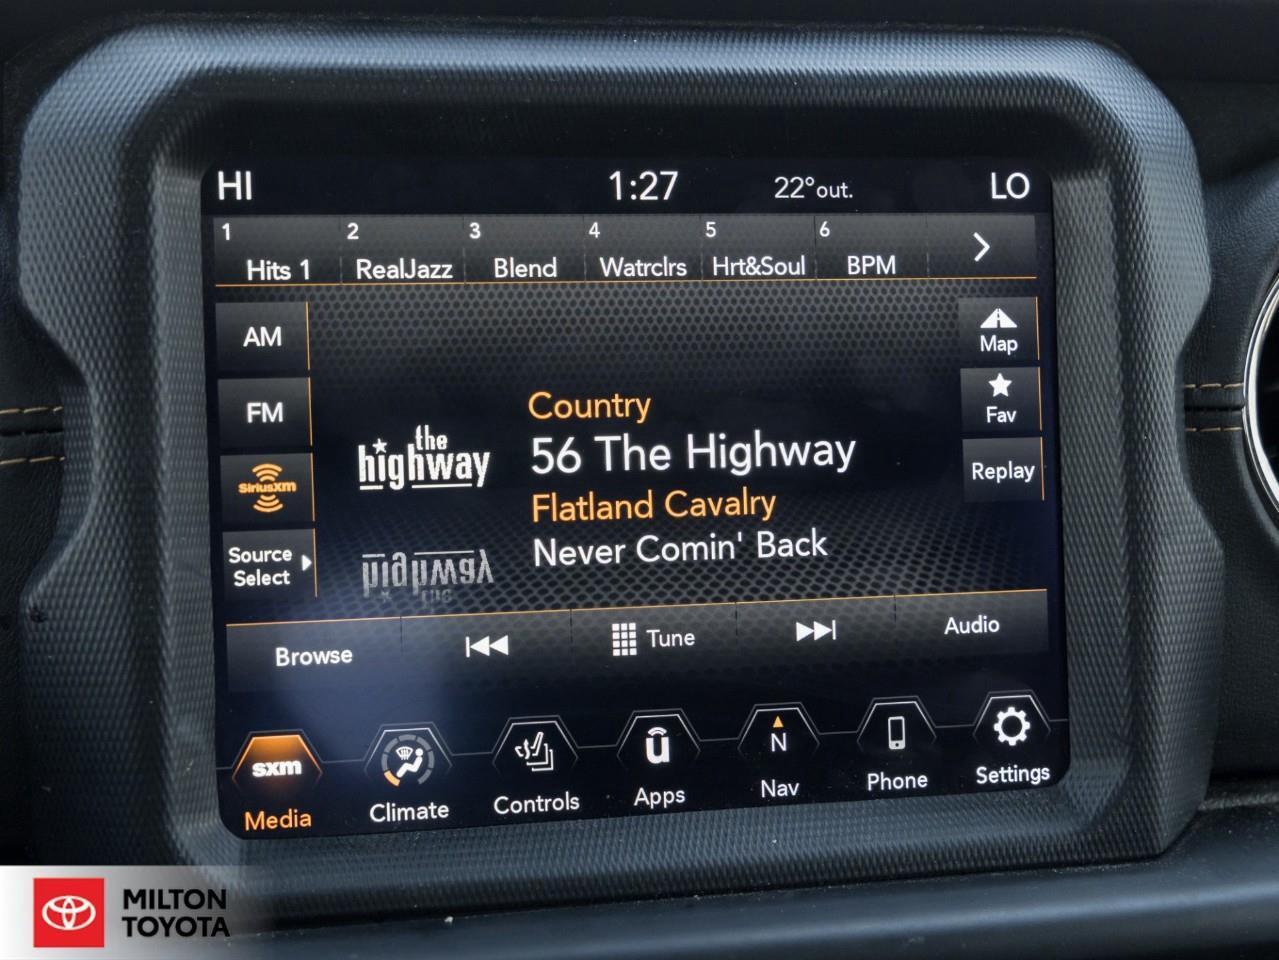 HI 1:27 22°out. LO
1 2 3 4 5 6
Hits 1 RealJazz Blend Watrclrs Hrt&Soul BPM
AM
Map
FM
Fav
SiriusXM
Replay
Source
Select
the
highway
Country
56 The Highway
Flatland Cavalry
Never Comin' Back
Browse Tune Audio
sxm
Media
Climate
Controls
ü
Apps
N
Nav
Phone
Settings
MILTON
TOYOTA